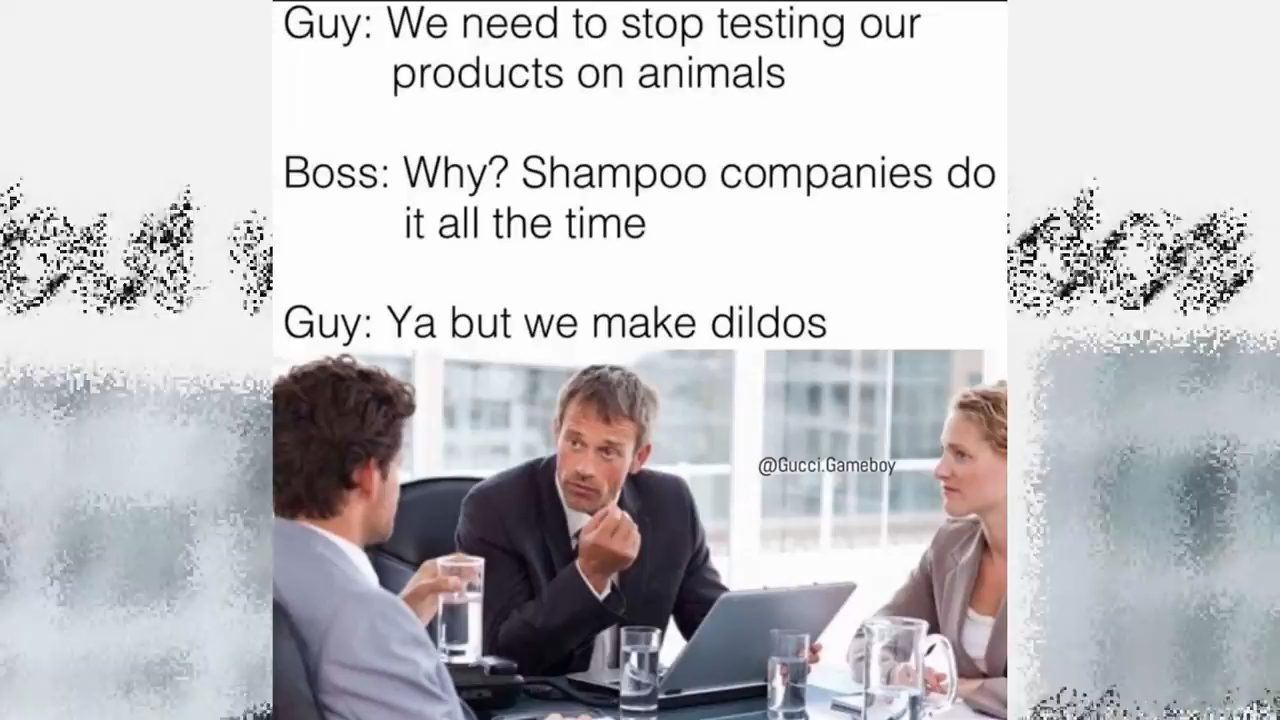 Guy: We need to stop testing our
products on animals
Boss: Why? Shampoo companies do
it all the time
Guy: Ya but we make dildos
@Gucci.Gameboy